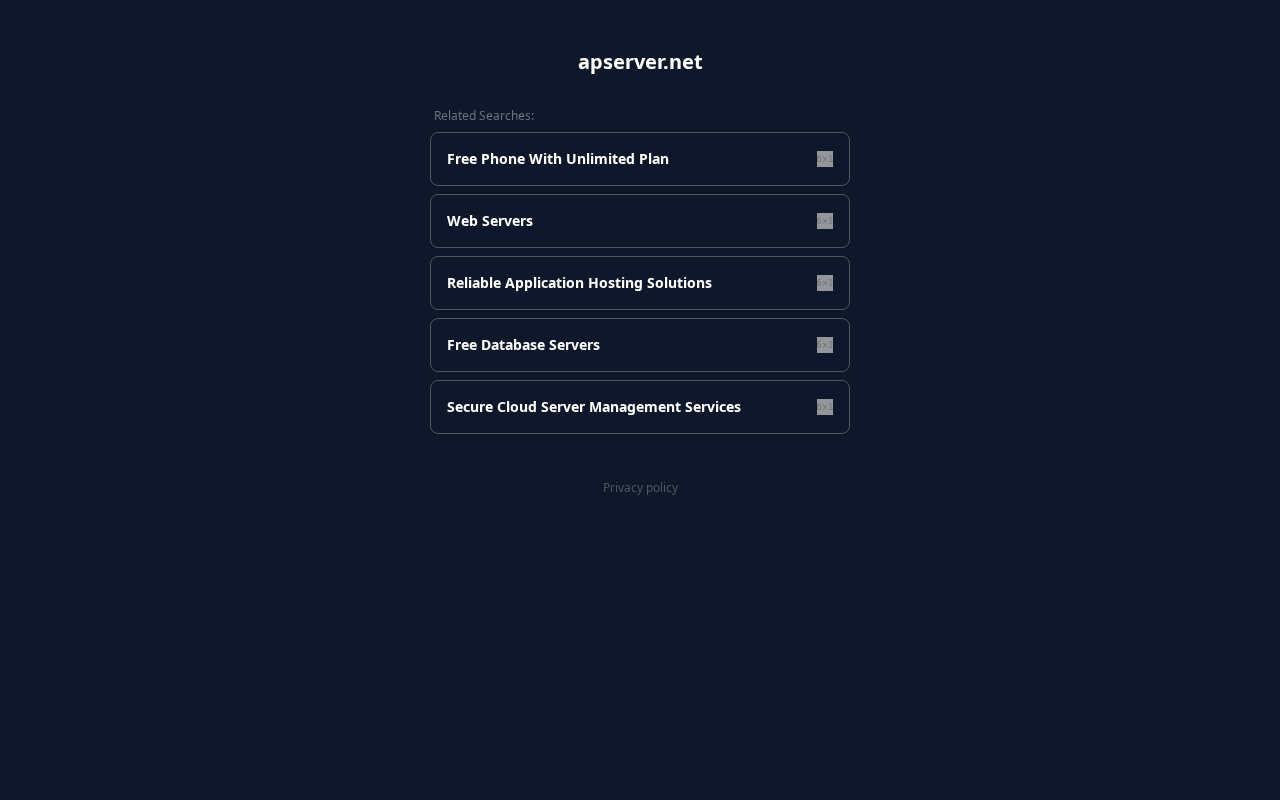 apserver.net
Related Searches:
Free Phone With Unlimited Plan
Web Servers
Reliable Application Hosting Solutions
Free Database Servers
Secure Cloud Server Management Services
Privacy policy